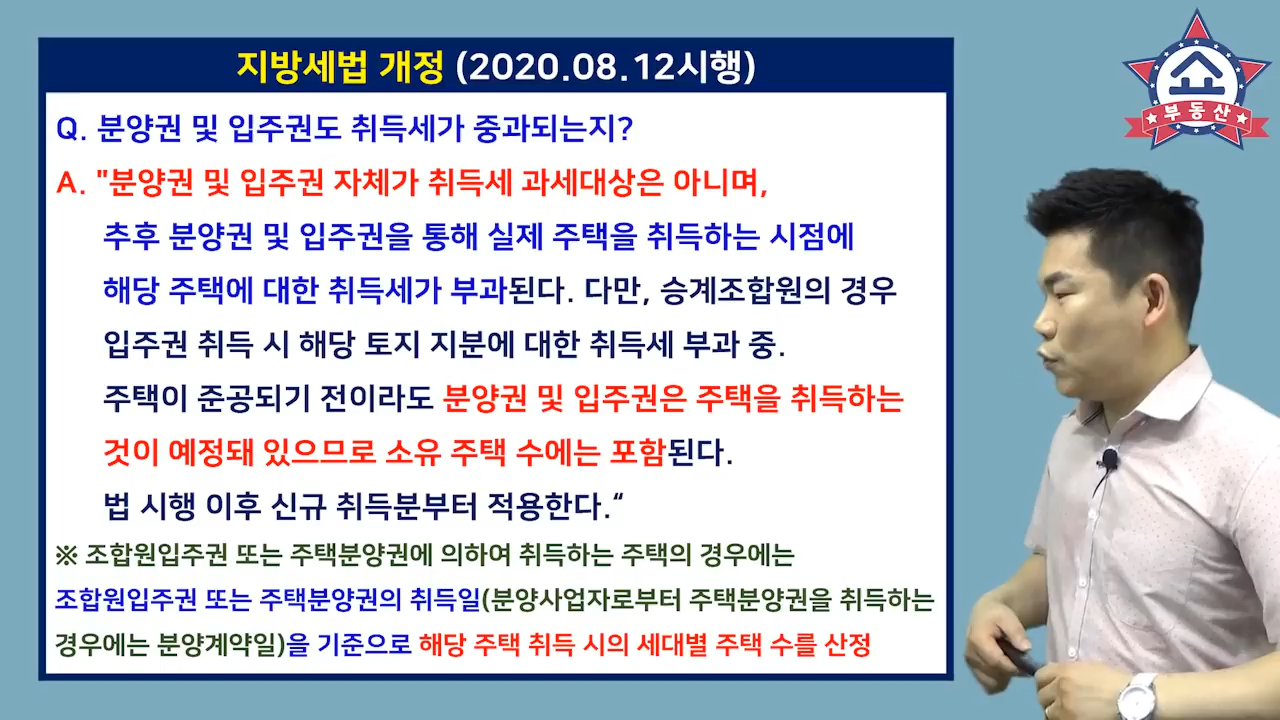 지방세법 개정 (2020.08.12시행)
Q. 분양권 및 입주권도 취득세가 중과되는지?
A. "분양권 및 입주권 자체가 취득세 과세대상은 아니며,
추후 분양권 및 입주권을 통해 실제 주택을 취득하는 시점에
해당 주택에 대한 취득세가 부과된다. 다만, 승계조합원의 경우
입주권 취득 시 해당 토지 지분에 대한 취득세 부과 중.
주택이 준공되기 전이라도 분양권 및 입주권은 주택을 취득하는
것이 예정돼 있으므로 소유 주택 수에는 포함된다.
법 시행 이후 신규 취득분부터 적용한다.“
※ 조합원입주권 또는 주택분양권에 의하여 취득하는 주택의 경우에는
조합원입주권 또는 주택분양권의 취득일(분양사업자로부터 주택분양권을 취득하는
경우에는 분양계약일)을 기준으로 해당 주택 취득 시의 세대별 주택 수를 산정
부동산